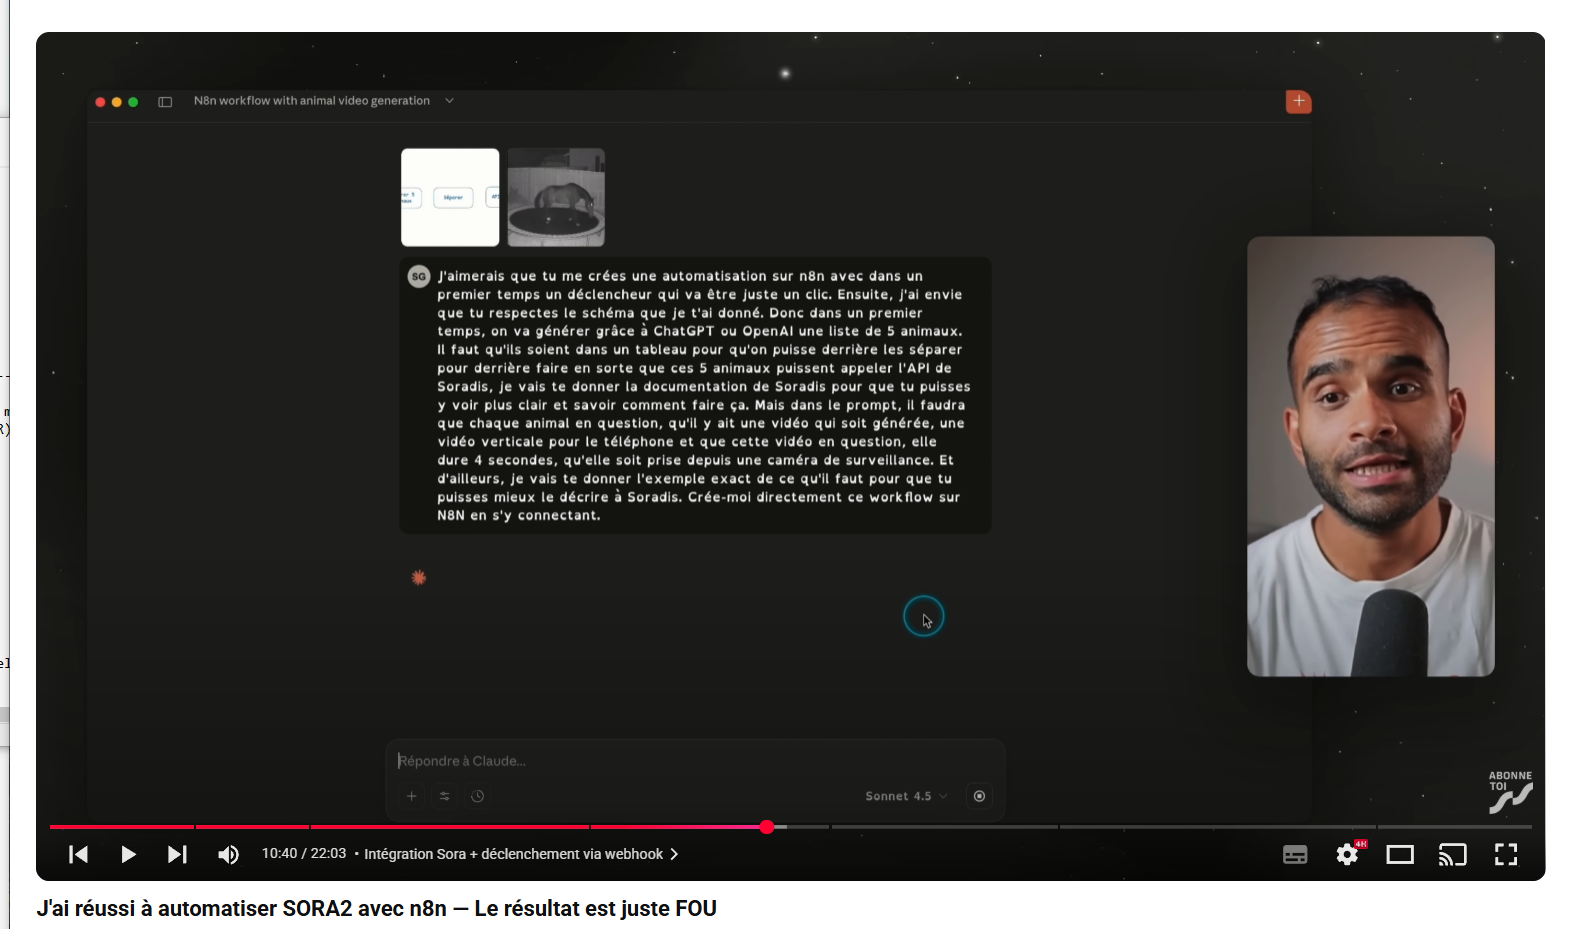 N8n workflow with animal video generation
Séparer
SG
J'aimerais que tu me crées une automatisation sur n8n avec dans un
premier temps un déclencheur qui va être juste un clic. Ensuite, j'ai envie
que tu respectes le schéma que je t'ai donné. Donc dans un premier
temps, on va générer grâce à ChatGPT ou OpenAI une liste de 5 animaux.
Il faut qu'ils soient dans un tableau pour qu'on puisse derrière les séparer
pour derrière faire en sorte que ces 5 animaux puissent appeler l'API de
Soradis, je vais te donner la documentation de Soradis pour que tu puisses
y voir plus clair et savoir comment faire ça. Mais dans le prompt, il faudra
que chaque animal en question, qu'il y ait une vidéo qui soit générée, une
vidéo verticale pour le téléphone et que cette vidéo en question, elle
dure 4 secondes, qu'elle soit prise depuis une caméra de surveillance. Et
d'ailleurs, je vais te donner l'exemple exact de ce qu'il faut pour que tu
puisses mieux le décrire à Soradis. Crée-moi directement ce workflow sur
N8N en s'y connectant.
Répondre à Claude...
Sonnet 4.5
ABONNE
TOI
10:40 / 22:03 • Intégration Sora + déclenchement via webhook
4K
J'ai réussi à automatiser SORA2 avec n8n — Le résultat est juste FOU